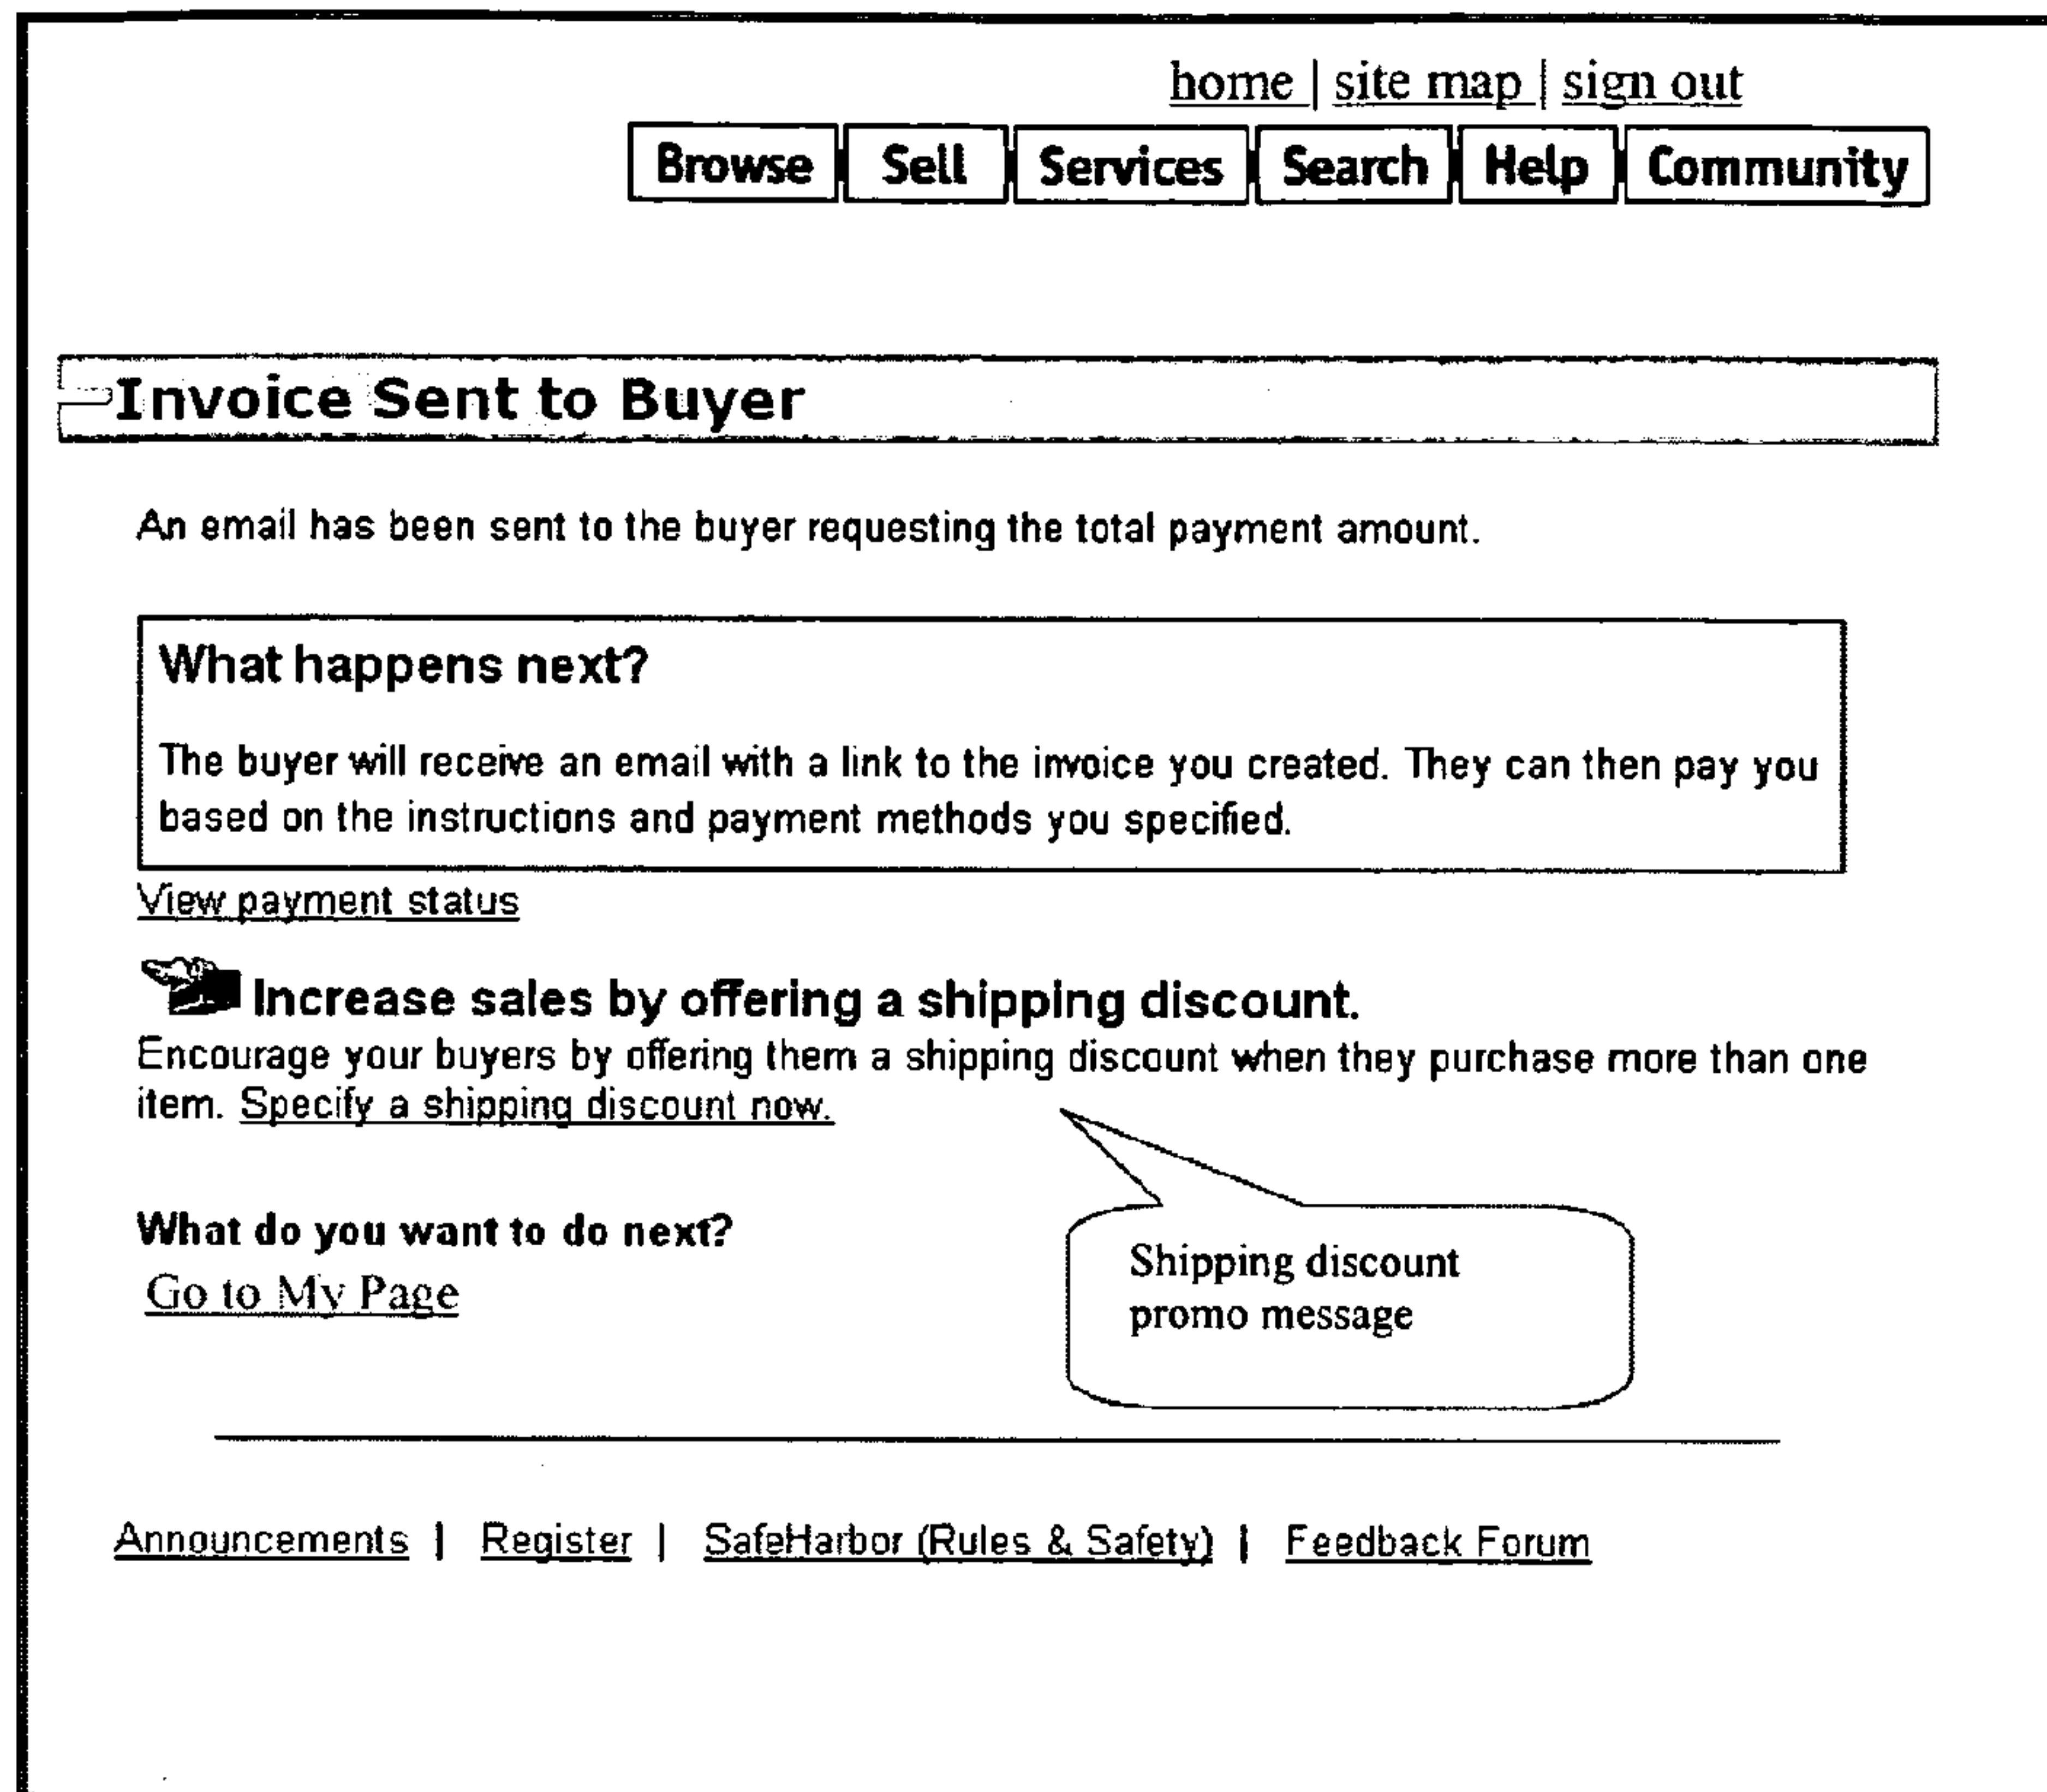 home | site map | sign out
Browse Sell Services Search Help Community
Invoice Sent to Buyer
An email has been sent to the buyer requesting the total payment amount.
What happens next?
The buyer will receive an email with a link to the invoice you created. They can then pay you
based on the instructions and payment methods you specified.
View payment status
Increase sales by offering a shipping discount.
Encourage your buyers by offering them a shipping discount when they purchase more than one
item. Specify a shipping discount now.
What do you want to do next?
Go to My Page
Shipping discount
promo message
Announcements | Register | SafeHarbor (Rules & Safety) | Feedback Forum